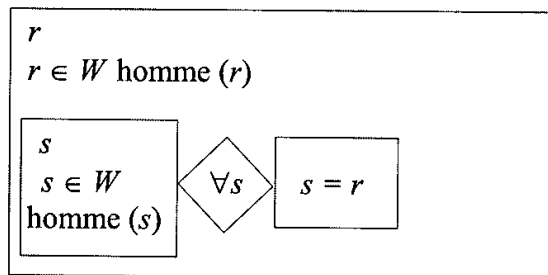 r
r ∈ W homme (r)
s
s ∈ W
homme (s)
∀s
s = r